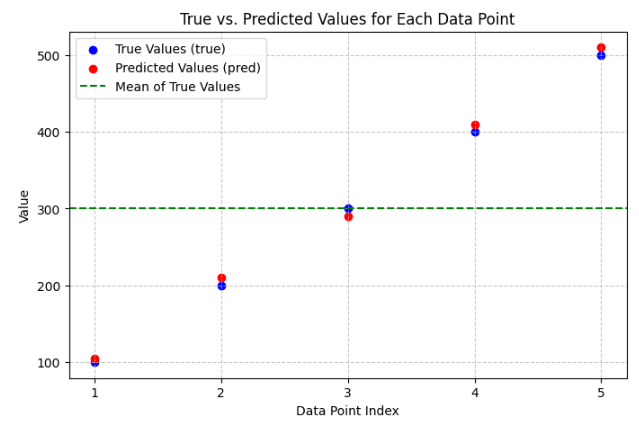 True vs. Predicted Values for Each Data Point
True Values (true)
Predicted Values (pred)
Mean of True Values
500
400
300
200
100
Value
1 2 3 4 5
Data Point Index